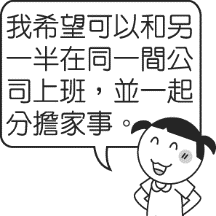 我希望可以和另
一半在同一間公
司上班，並一起
分擔家事。